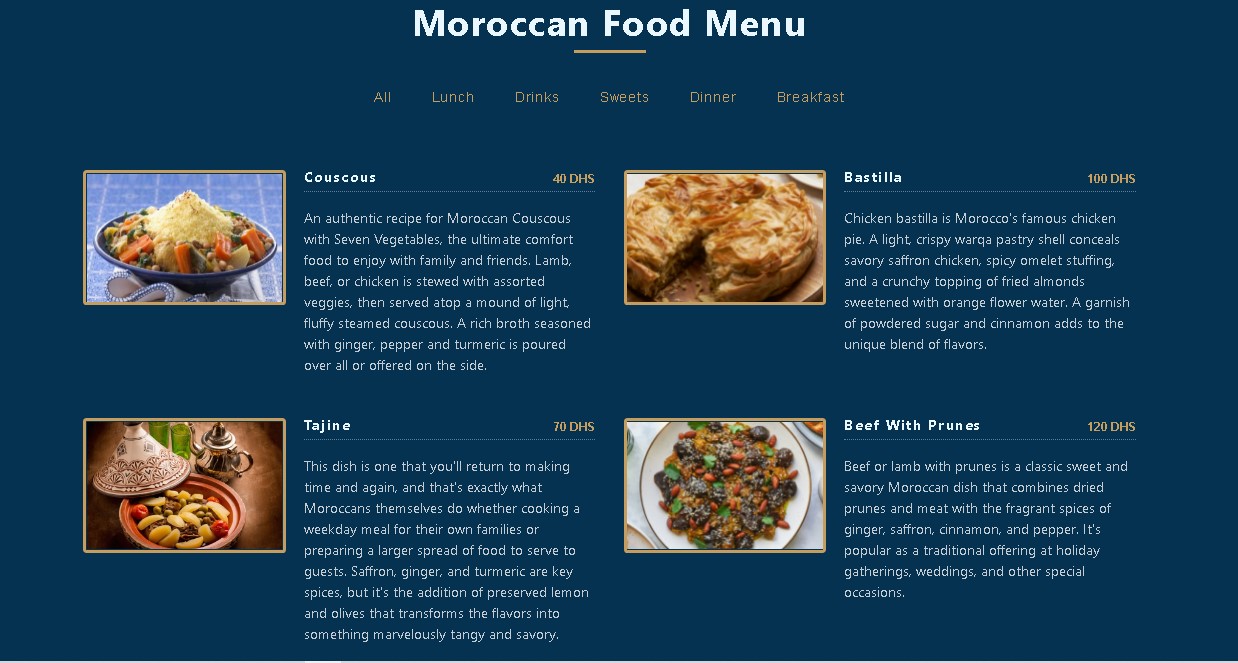 Moroccan Food Menu
All Lunch Drinks Sweets Dinner Breakfast
Couscous 40 DHS
An authentic recipe for Moroccan Couscous
with Seven Vegetables, the ultimate comfort
food to enjoy with family and friends. Lamb,
beef, or chicken is stewed with assorted
veggies, then served atop a mound of light,
fluffy steamed couscous. A rich broth seasoned
with ginger, pepper and turmeric is poured
over all or offered on the side.
Bastilla 100 DHS
Chicken bastilla is Morocco's famous chicken
pie. A light, crispy warqa pastry shell conceals
savory saffron chicken, spicy omelet stuffing,
and a crunchy topping of fried almonds
sweetened with orange flower water. A garnish
of powdered sugar and cinnamon adds to the
unique blend of flavors.
Tajine 70 DHS
This dish is one that you'll return to making
time and again, and that's exactly what
Moroccans themselves do whether cooking a
weekday meal for their own families or
preparing a larger spread of food to serve to
guests. Saffron, ginger, and turmeric are key
spices, but it's the addition of preserved lemon
and olives that transforms the flavors into
something marvelously tangy and savory.
Beef With Prunes 120 DHS
Beef or lamb with prunes is a classic sweet and
savory Moroccan dish that combines dried
prunes and meat with the fragrant spices of
ginger, saffron, cinnamon, and pepper. It's
popular as a traditional offering at holiday
gatherings, weddings, and other special
occasions.